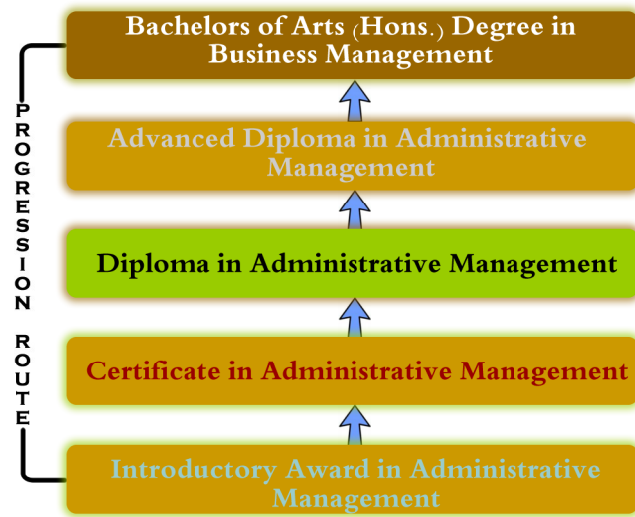 Bachelors of Arts (Hons.) Degree in
Business Management
Advanced Diploma in Administrative
Management
Diploma in Administrative Management
Certificate in Administrative Management
Introductory Award in Administrative
Management
PROGRESSION ROUTE